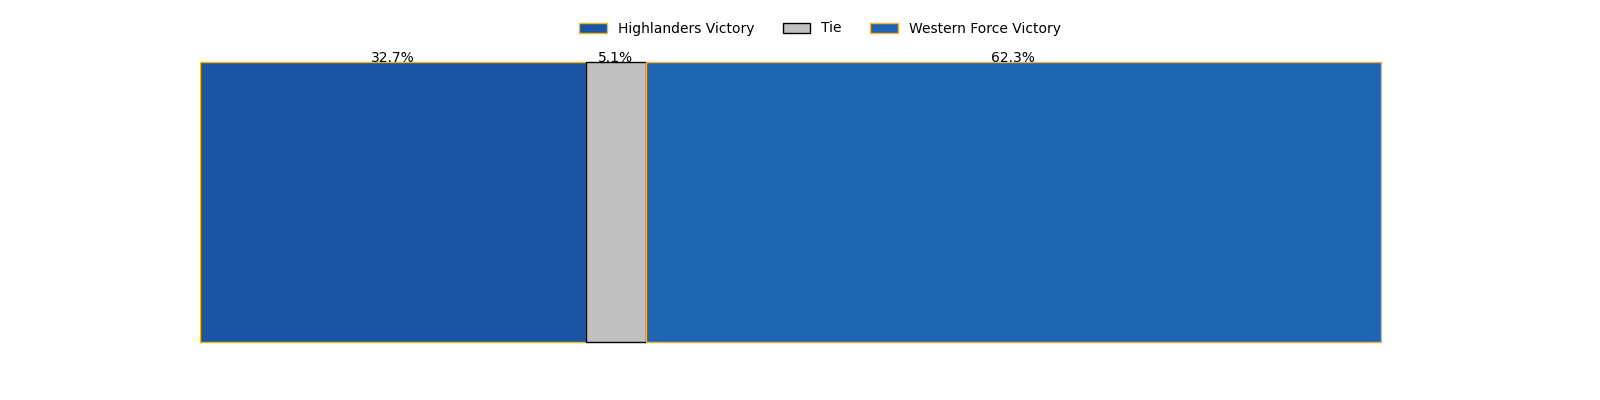 Highlanders Victory Tie Western Force Victory
32.7% 5.1% 62.3%